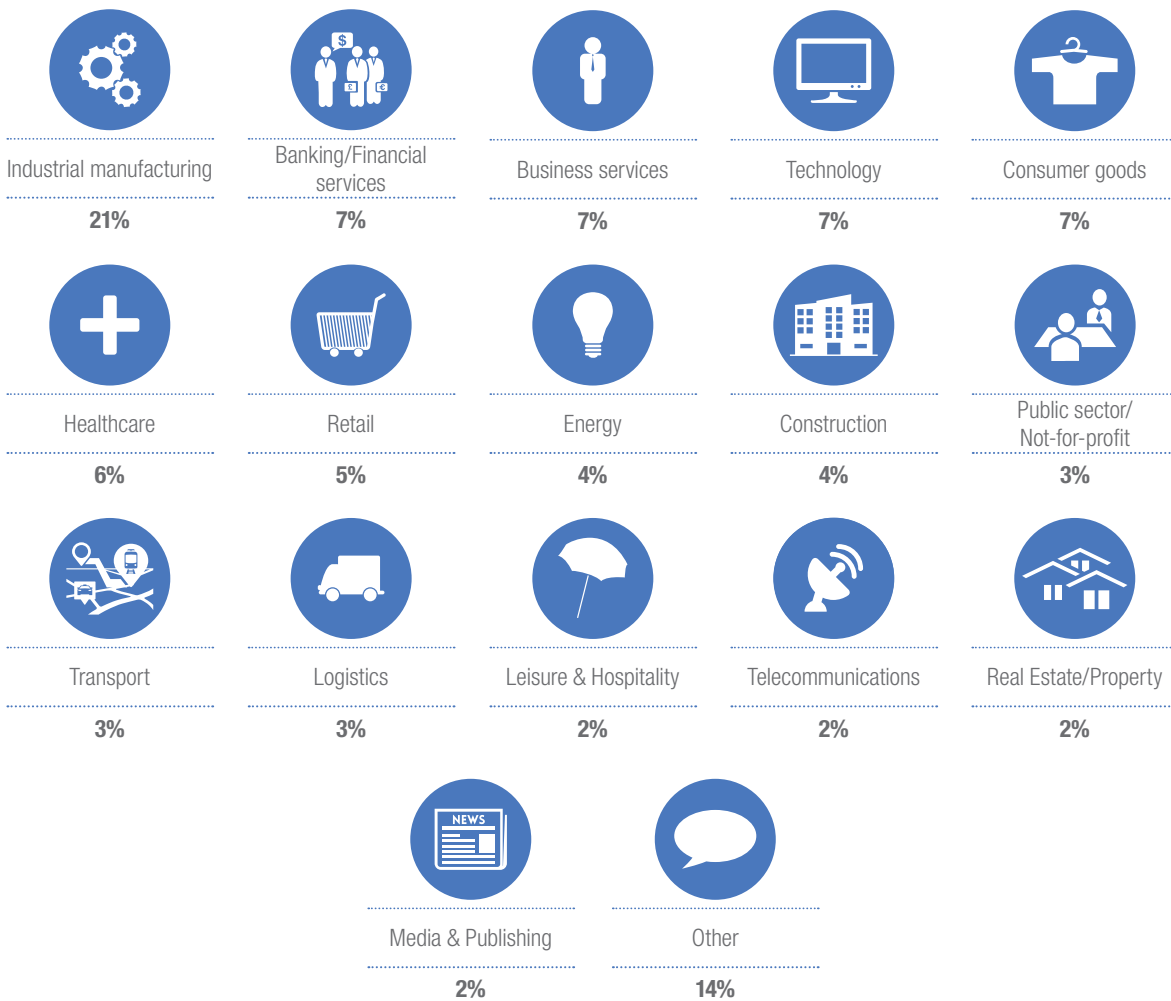 $
£
€
Industrial manufacturing
Banking/Financial
services
Business services
Technology
Consumer goods
21%
7%
7%
7%
7%
Healthcare
Retail
Energy
Construction
Public sector/
Not-for-profit
6%
5%
4%
4%
3%
Transport
Logistics
Leisure & Hospitality
Telecommunications
Real Estate/Property
3%
3%
2%
2%
2%
NEWS
Media & Publishing
Other
2%
14%